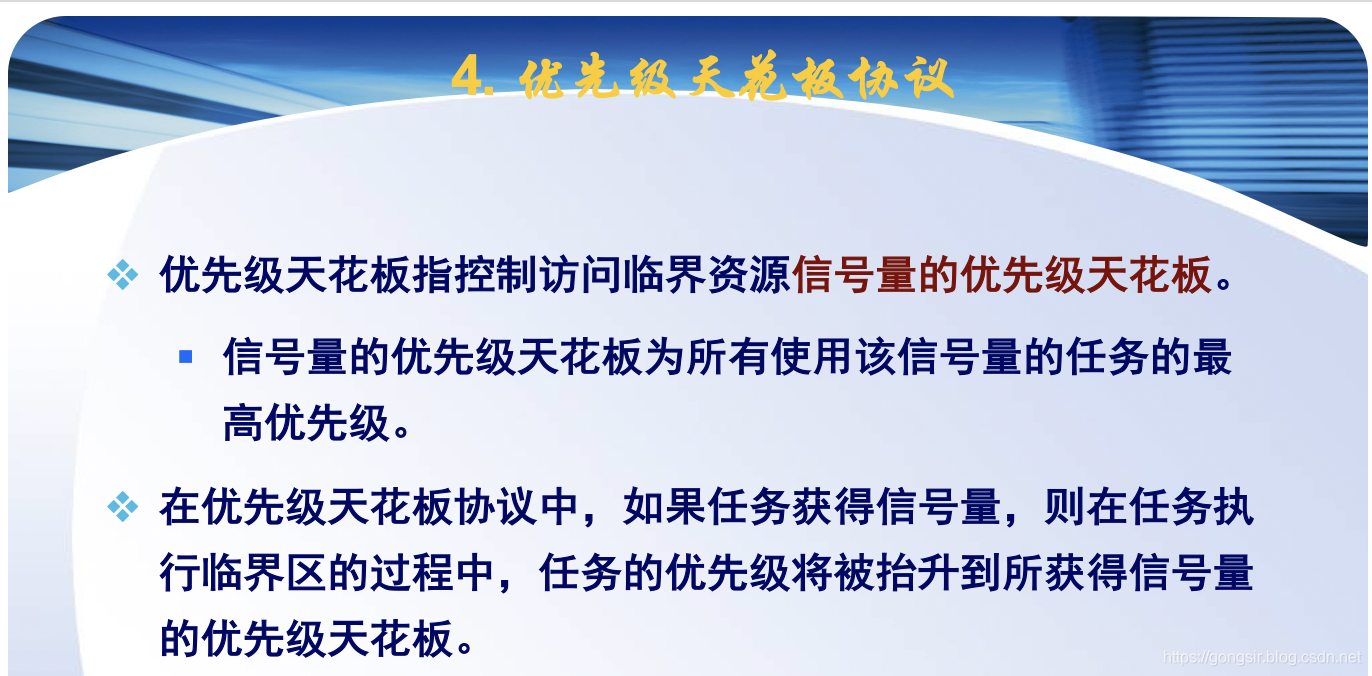 4. 优先级天花板协议
优先级天花板指控制访问临界资源信号量的优先级天花板。
信号量的优先级天花板为所有使用该信号量的任务的最
高优先级。
在优先级天花板协议中，如果任务获得信号量，则在任务执
行临界区的过程中，任务的优先级将被抬升到所获得信号量
的优先级天花板。
https://gongsir.blog.csdn.net